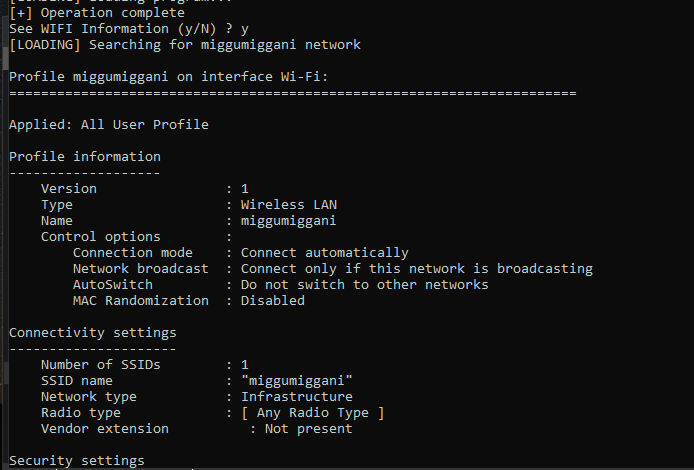 [+] Operation complete
See WIFI Information (y/N) ? y
[LOADING] Searching for miggumiggani network
Profile miggumiggani on interface Wi-Fi:
=======================================================================
Applied: All User Profile
Profile information
-------------------
Version : 1
Type : Wireless LAN
Name : miggumiggani
Control options :
Connection mode : Connect automatically
Network broadcast : Connect only if this network is broadcasting
AutoSwitch : Do not switch to other networks
MAC Randomization : Disabled
Connectivity settings
---------------------
Number of SSIDs : 1
SSID name : "miggumiggani"
Network type : Infrastructure
Radio type : [ Any Radio Type ]
Vendor extension : Not present
Security settings